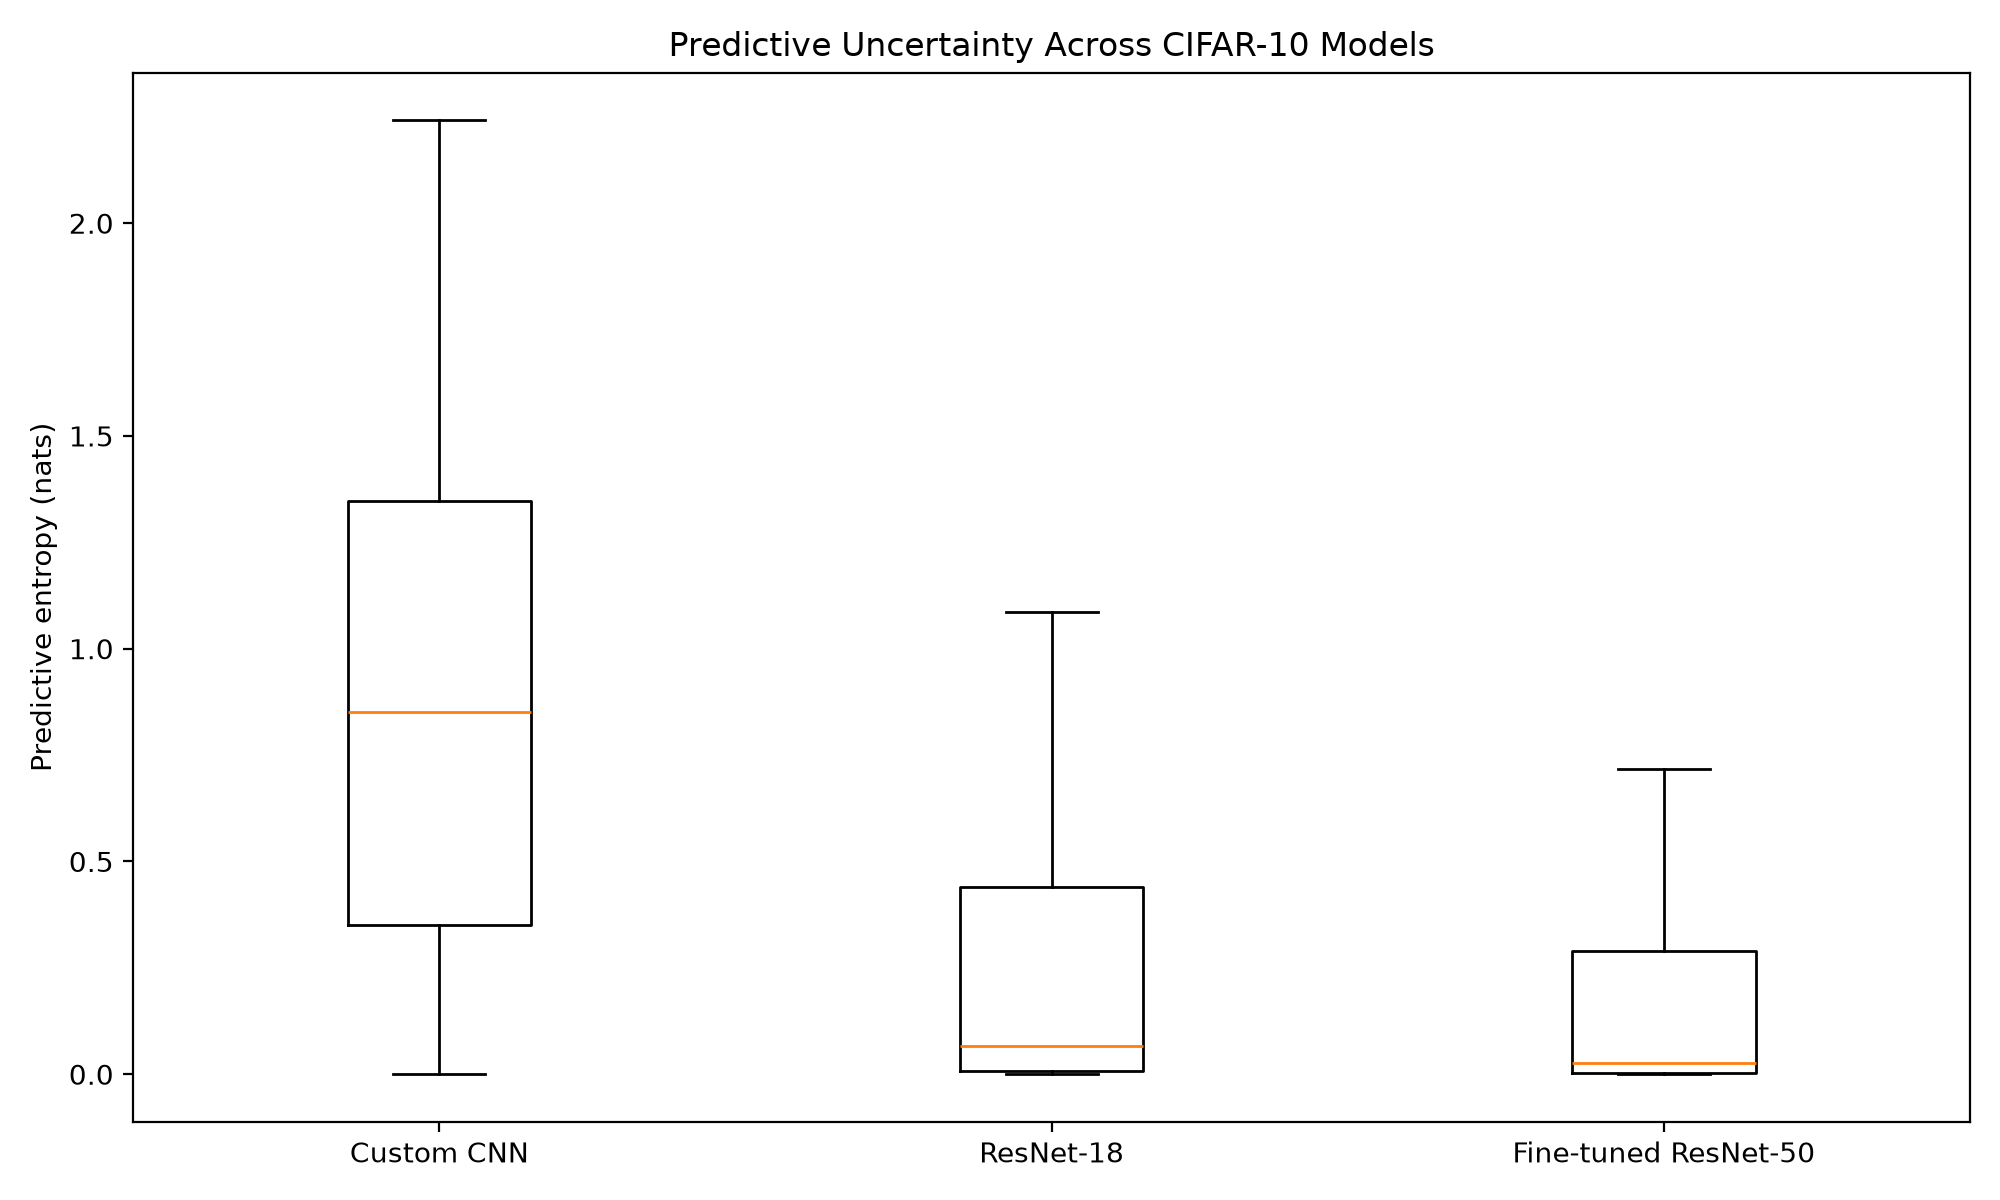 Predictive Uncertainty Across CIFAR-10 Models
Predictive entropy (nats)
2.0
1.5
1.0
0.5
0.0
Custom CNN
ResNet-18
Fine-tuned ResNet-50